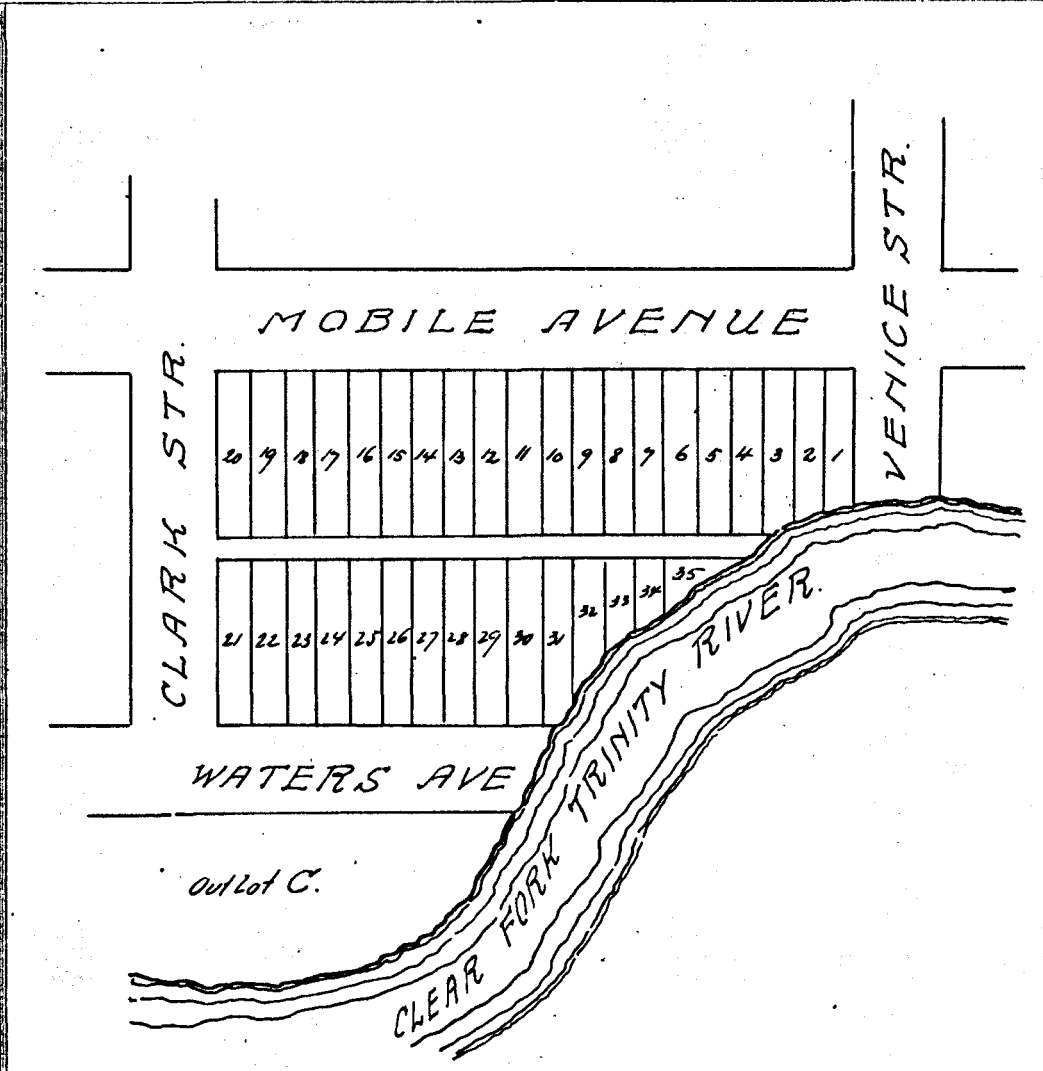 VENICE STR.
MOBILE AVENUE
CLARK STR.
20 19 18 17 16 15 14 13 12 11 10 9 8 7 6 5 4 3 2 1
21 22 23 24 25 26 27 28 29 30 31 32 33 34 35
WATERS AVE
CLEAR FORK TRINITY RIVER.
Outlot C.